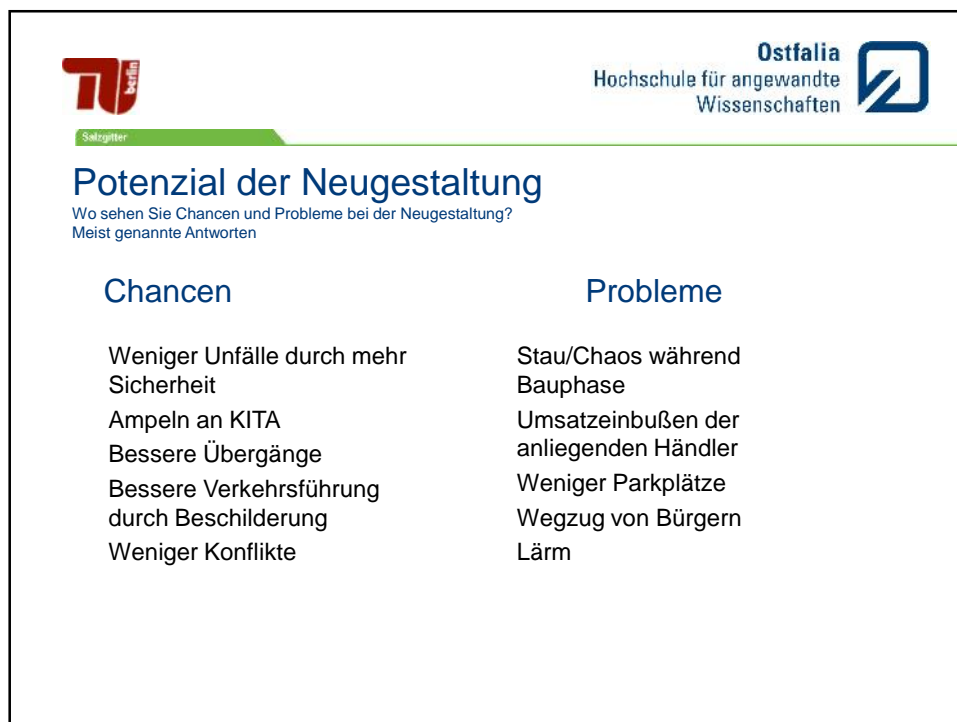 TU berlin
Ostfalia
Hochschule für angewandte
Wissenschaften
Salzgitter
Potenzial der Neugestaltung
Wo sehen Sie Chancen und Probleme bei der Neugestaltung?
Meist genannte Antworten
Chancen
Weniger Unfälle durch mehr
Sicherheit
Ampeln an KITA
Bessere Übergänge
Bessere Verkehrsführung
durch Beschilderung
Weniger Konflikte
Probleme
Stau/Chaos während
Bauphase
Umsatzeinbußen der
anliegenden Händler
Weniger Parkplätze
Wegzug von Bürgern
Lärm